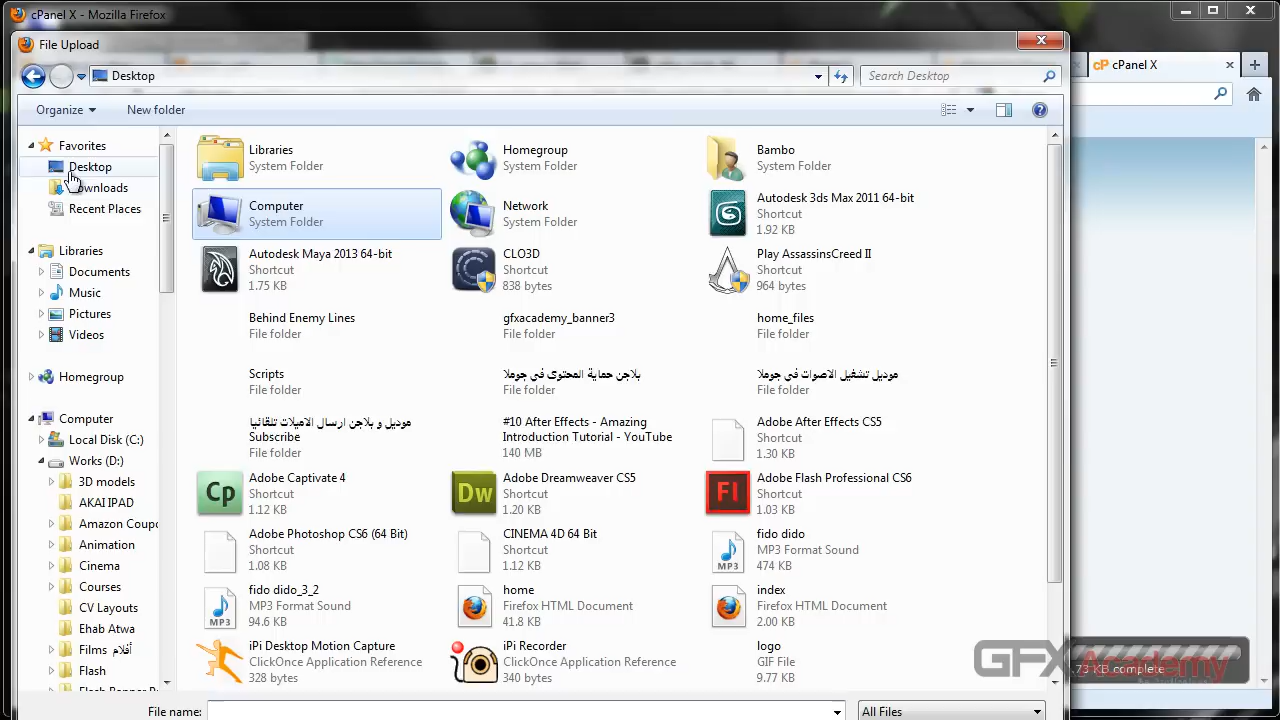 cPanel X - Mozilla Firefox
File Upload
cP cPanel X
Desktop
Search Desktop
Organize
New folder
Favorites
Desktop
Downloads
Recent Places
Libraries
Documents
Music
Pictures
Videos
Homegroup
Computer
Local Disk (C:)
Works (D:)
3D models
AKAI IPAD
Amazon Coupo
Animation
Cinema
Courses
CV Layouts
Ehab Atwa
Films أفلام
Flash
Libraries
System Folder
Homegroup
System Folder
Bambo
System Folder
Computer
System Folder
Network
System Folder
Autodesk 3ds Max 2011 64-bit
Shortcut
1.92 KB
Autodesk Maya 2013 64-bit
Shortcut
1.75 KB
CLO3D
Shortcut
838 bytes
Play AssassinsCreed II
Shortcut
964 bytes
Behind Enemy Lines
File folder
gfxacademy_banner3
File folder
home_files
File folder
Scripts
File folder
بلاجن حماية المحتوى في جوملا
File folder
موديل تشغيل الاصوات في جوملا
File folder
موديل و بلاجن ارسال الاميلات تلقائيا
Subscribe
File folder
#10 After Effects - Amazing
Introduction Tutorial - YouTube
140 MB
Adobe After Effects CS5
Shortcut
1.30 KB
Cp
Adobe Captivate 4
Shortcut
1.12 KB
Dw
Adobe Dreamweaver CS5
Shortcut
1.20 KB
Fl
Adobe Flash Professional CS6
Shortcut
1.03 KB
Adobe Photoshop CS6 (64 Bit)
Shortcut
1.08 KB
CINEMA 4D 64 Bit
Shortcut
1.12 KB
MP3
fido dido
MP3 Format Sound
474 KB
MP3
fido dido_3_2
MP3 Format Sound
94.6 KB
home
Firefox HTML Document
41.8 KB
index
Firefox HTML Document
2.00 KB
iPi Desktop Motion Capture
ClickOnce Application Reference
328 bytes
iPi Recorder
ClickOnce Application Reference
340 bytes
logo
GIF File
9.77 KB
GFX Academy
.73 KB complete
File name:
All Files